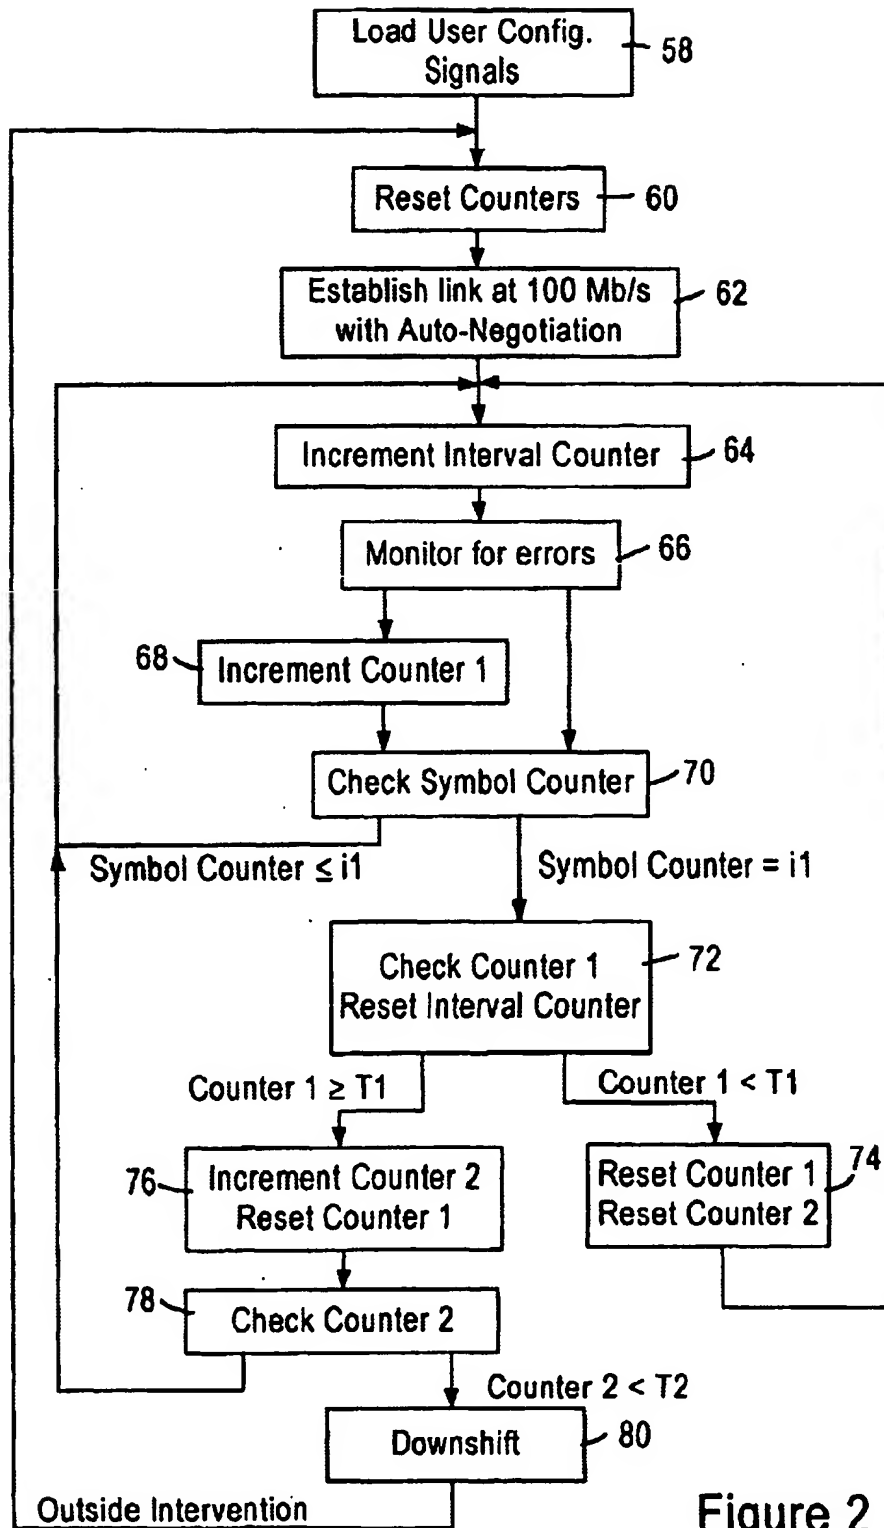 Load User Config.
Signals
58
Reset Counters
60
Establish link at 100 Mb/s
with Auto-Negotiation
62
Increment Interval Counter
64
Monitor for errors
66
68
Increment Counter 1
Check Symbol Counter
70
Symbol Counter ≤ i1
Symbol Counter = i1
Check Counter 1
Reset Interval Counter
72
Counter 1 ≥ T1
Counter 1 < T1
76
Increment Counter 2
Reset Counter 1
Reset Counter 1
Reset Counter 2
74
78
Check Counter 2
Counter 2 < T2
Downshift
80
Outside Intervention
Figure 2